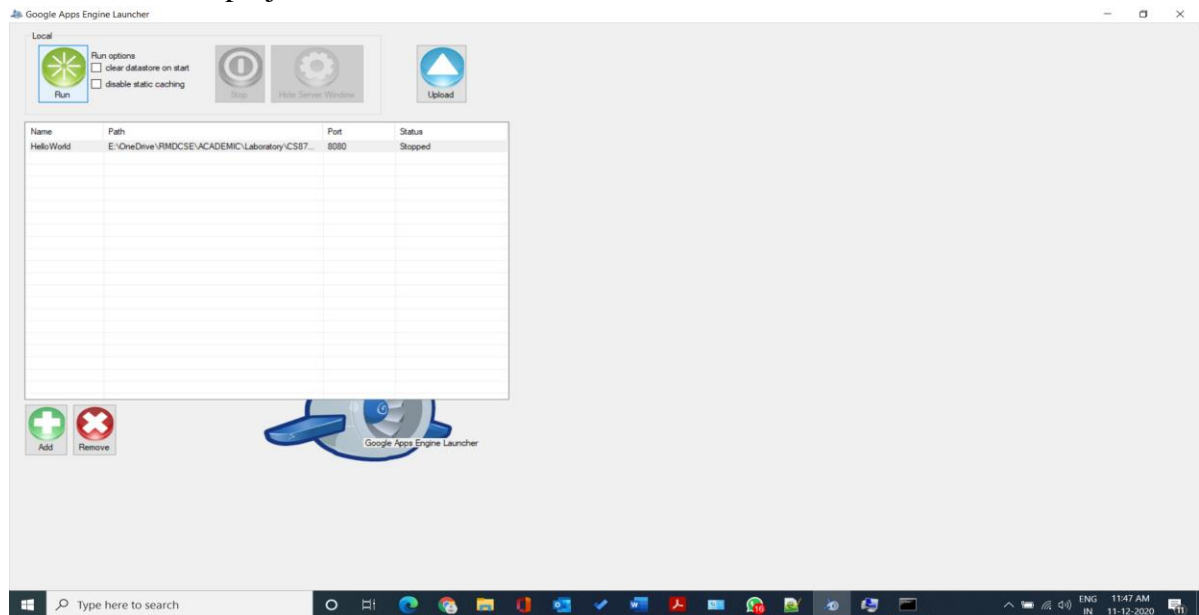 Google Apps Engine Launcher
Local
Run options
clear datastore on start
disable static caching
Run
Stop
Hide Server Window
Upload
Name Path Port Status
HelloWorld E:\OneDrive\RMDCSE\ACADEMIC\Laboratory\CS87... 8080 Stopped
Add
Remove
Google Apps Engine Launcher
Type here to search
16
ENG 11:47 AM
IN 11-12-2020